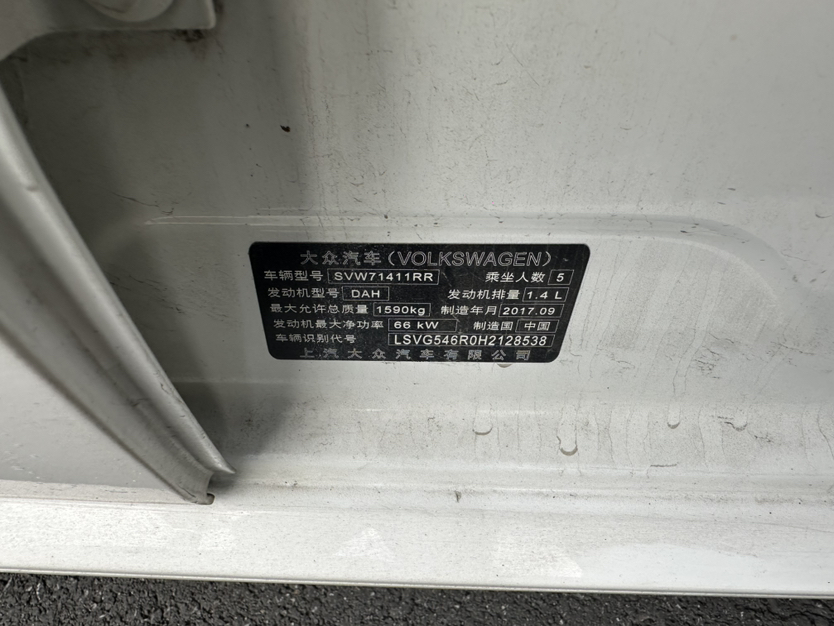 大众汽车(VOLKSWAGEN)
车辆型号 SVW71411RR 乘坐人数 5
发动机型号 DAH 发动机排量 1.4 L
最大允许总质量 1590kg 制造年月 2017.09
发动机最大净功率 66 kW 制造国 中国
车辆识别代号 LSVG546R0H2128538
上汽大众汽车有限公司